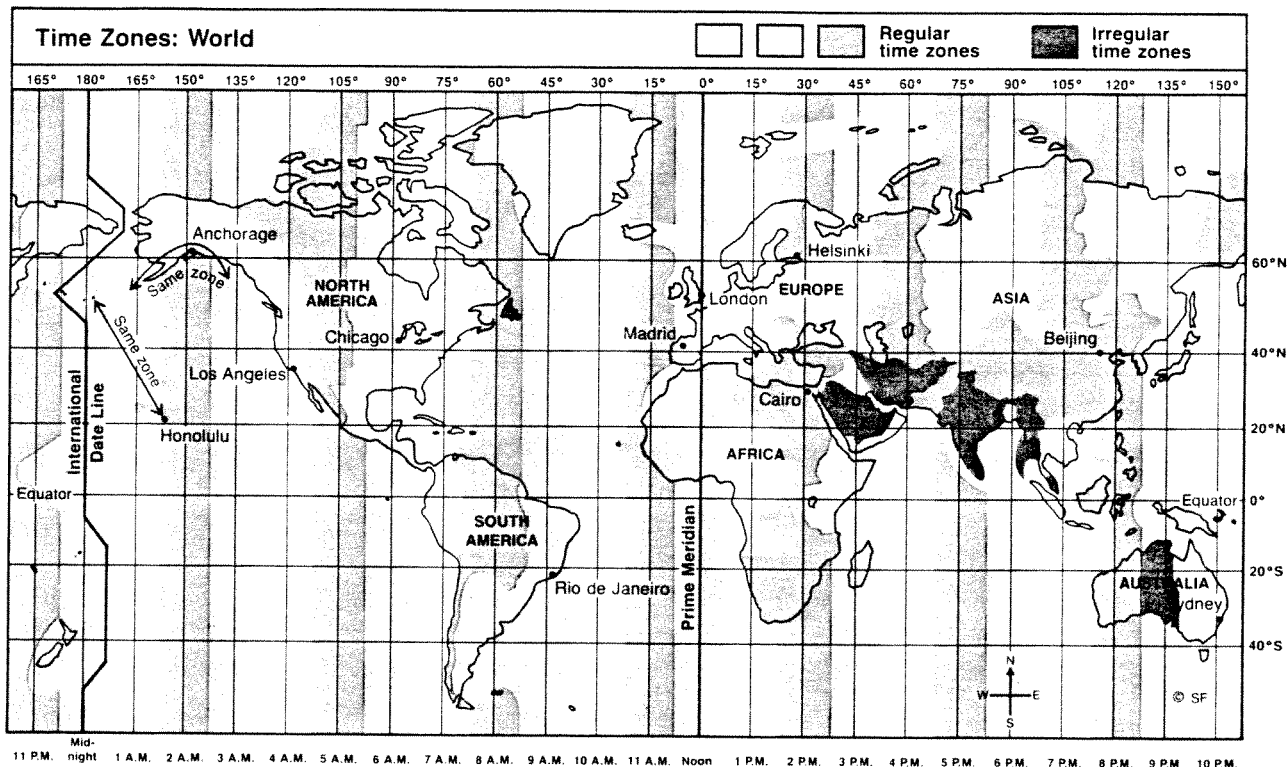 Time Zones: World
Regular
time zones
Irregular
time zones
165° 180° 165° 150° 135° 120° 105° 90° 75° 60° 45° 30° 15° 0° 15° 30° 45° 60° 75° 90° 105° 120° 135° 150°
Anchorage
Same zone
NORTH
AMERICA
Helsinki
60°N
London
EUROPE
ASIA
Same zone
Chicago
Madrid
Beijing
40°N
Los Angeles
International
Date Line
Honolulu
Cairo
20°N
AFRICA
Equator
Equator
0°
SOUTH
AMERICA
Rio de Janeiro
Prime Meridian
AUSTRALIA
ydney
20°S
40°S
N
W E
S
© SF
11 P.M. Mid-
night 1 A.M. 2 A.M. 3 A.M. 4 A.M. 5 A.M. 6 A.M. 7 A.M. 8 A.M. 9 A.M. 10 A.M. 11 A.M. Noon 1 P.M. 2 P.M. 3 P.M. 4 P.M. 5 P.M. 6 P.M. 7 P.M. 8 P.M. 9 P.M. 10 P.M.